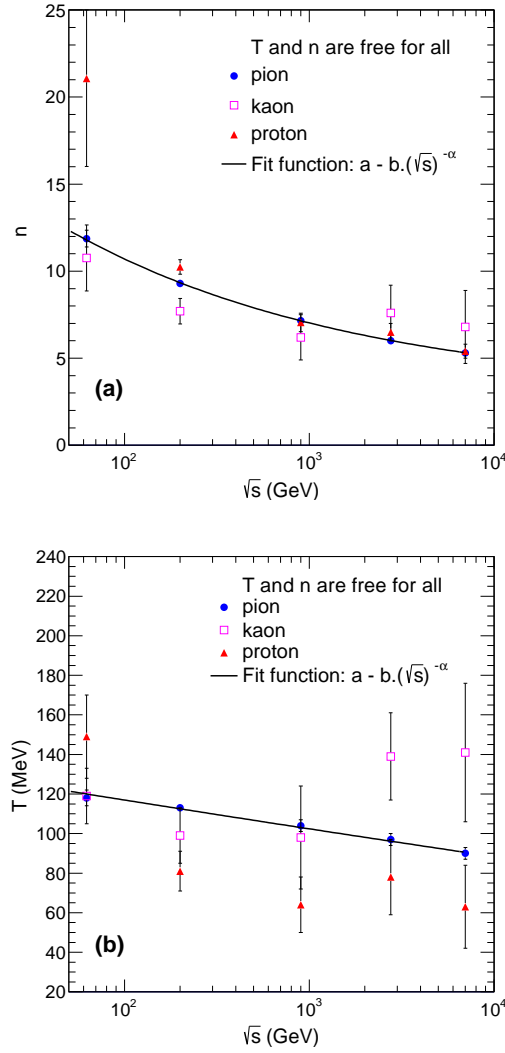 25
T and n are free for all
pion
20
kaon
proton
15
Fit function: a - b.(√s) -α
n
10
5
(a)
0
10² 10³ 10⁴
√s (GeV)
240
220
T and n are free for all
pion
200
kaon
180
proton
160
Fit function: a - b.(√s) -α
140
T (MeV)
120
100
80
60
40
(b)
20
10² 10³ 10⁴
√s (GeV)